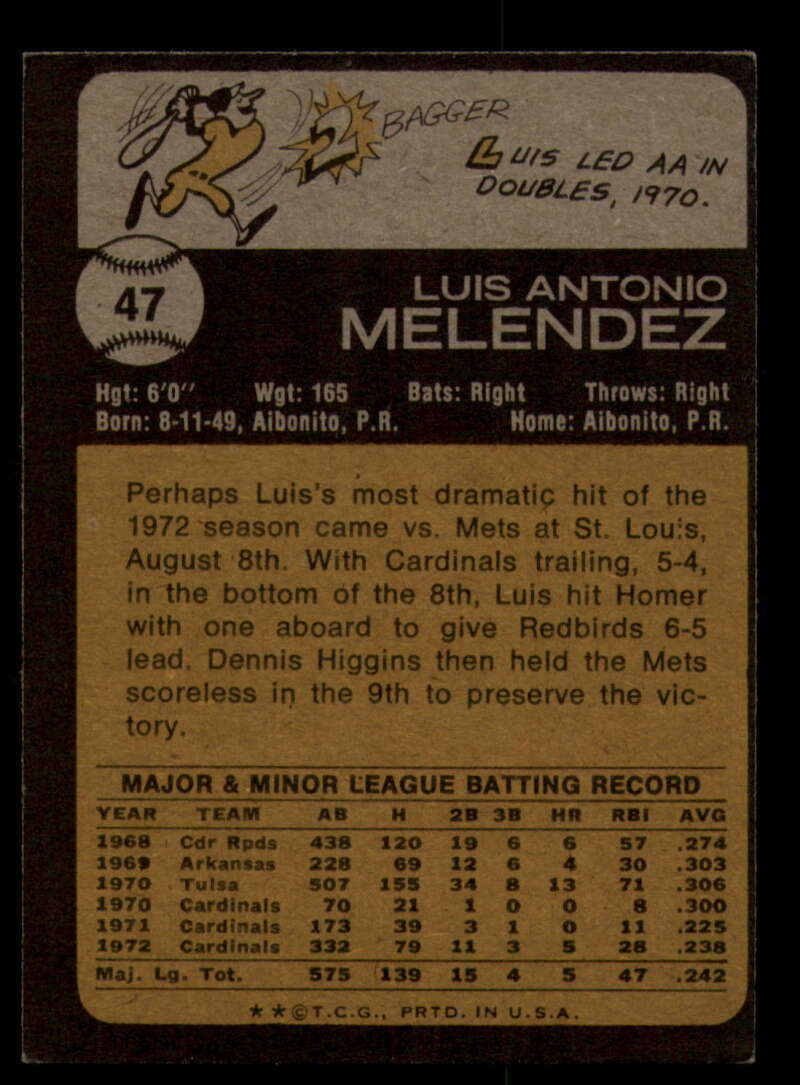 2 BAGGER
LUIS LED AA IN
DOUBLES, 1970.
47
LUIS ANTONIO
MELENDEZ
Hgt: 6'0" Wgt: 165 Bats: Right Throws: Right
Born: 8-11-49, Aibonito, P.R. Home: Aibonito, P.R.
Perhaps Luis's most dramatic hit of the
1972 season came vs. Mets at St. Louis,
August 8th. With Cardinals trailing, 5-4,
in the bottom of the 8th, Luis hit Homer
with one aboard to give Redbirds 6-5
lead. Dennis Higgins then held the Mets
scoreless in the 9th to preserve the vic-
tory.
MAJOR & MINOR LEAGUE BATTING RECORD
YEAR TEAM AB H 2B 3B HR RBI AVG
1968 Cdr Rpds 438 120 19 6 6 57 .274
1969 Arkansas 228 69 12 6 4 30 .303
1970 Tulsa 507 155 34 8 13 71 .306
1970 Cardinals 70 21 1 0 0 8 .300
1971 Cardinals 173 39 3 1 0 11 .225
1972 Cardinals 332 79 11 3 5 28 .238
Maj. Lg. Tot. 575 139 15 4 5 47 .242
★★©T.C.G., PRTD. IN U.S.A.